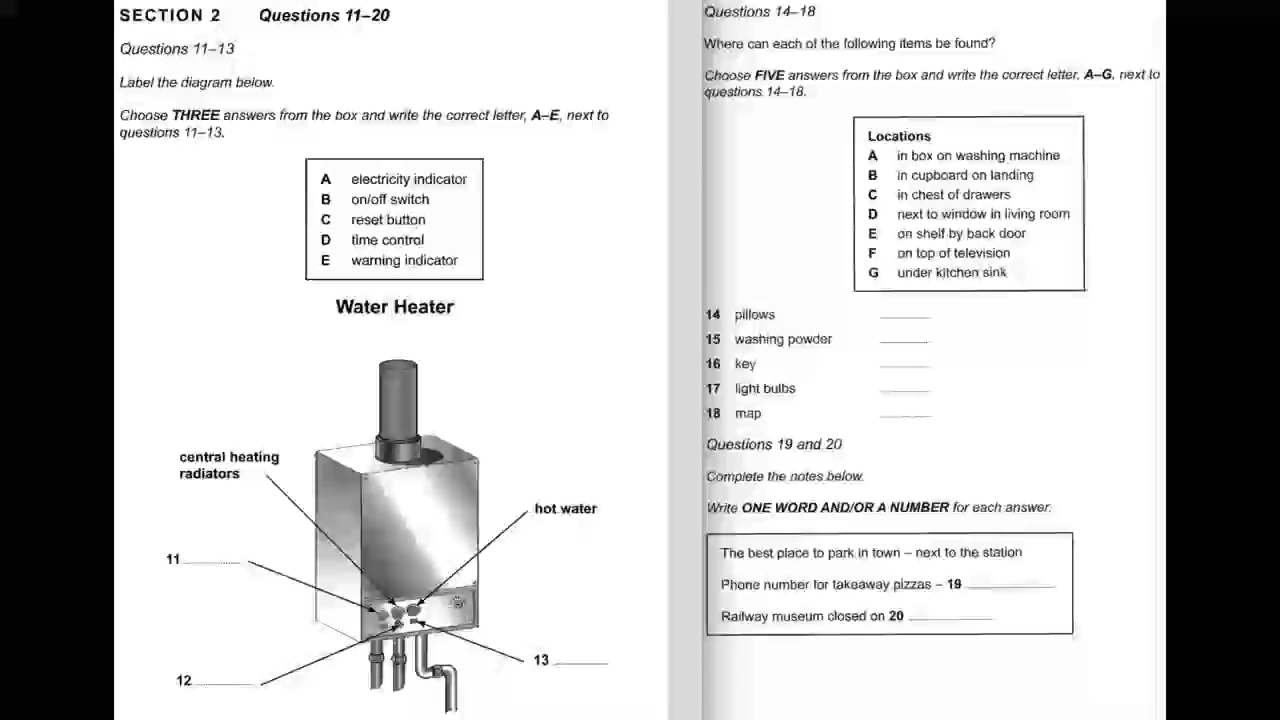 SECTION 2 Questions 11–20
Questions 11–13
Label the diagram below.
Choose THREE answers from the box and write the correct letter, A–E, next to
questions 11–13.
A electricity indicator
B on/off switch
C reset button
D time control
E warning indicator
Water Heater
central heating
radiators
hot water
11
12
13
Questions 14–18
Where can each of the following items be found?
Choose FIVE answers from the box and write the correct letter, A–G, next to
questions 14–18.
Locations
A in box on washing machine
B in cupboard on landing
C in chest of drawers
D next to window in living room
E on shelf by back door
F on top of television
G under kitchen sink
14 pillows
15 washing powder
16 key
17 light bulbs
18 map
Questions 19 and 20
Complete the notes below.
Write ONE WORD AND/OR A NUMBER for each answer.
The best place to park in town – next to the station
Phone number for takeaway pizzas – 19
Railway museum closed on 20